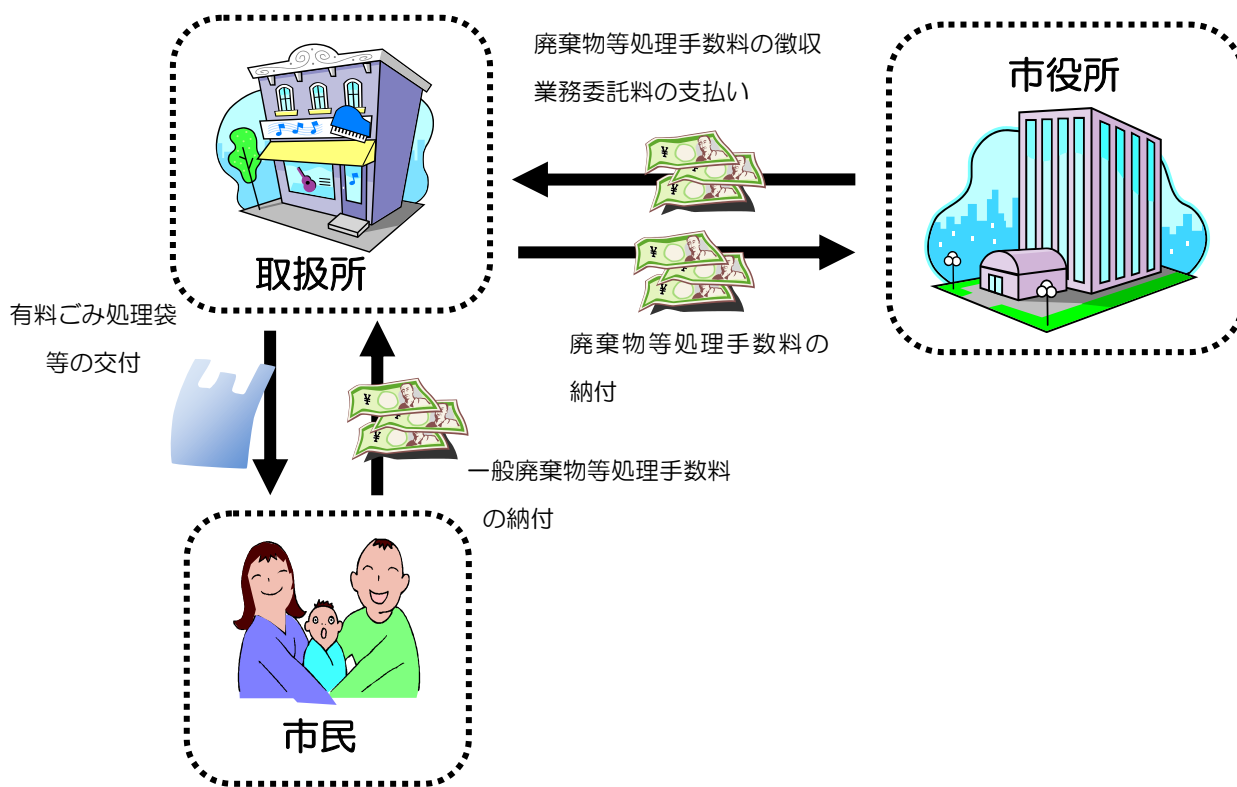 廃棄物等処理手数料の徴収
業務委託料の支払い
市役所
取扱所
有料ごみ処理袋
等の交付
廃棄物等処理手数料の
納付
一般廃棄物等処理手数料
の納付
市民